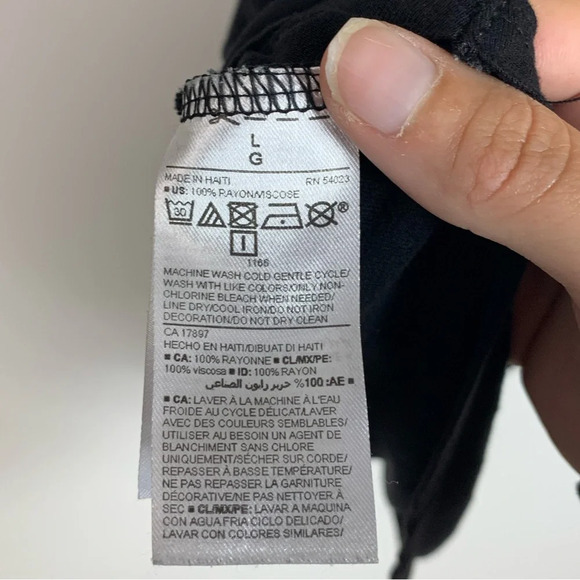 L
G
MADE IN HAITI RN 54023
■ US: 100% RAYON/VISCOSE
30 ®
I
1166
MACHINE WASH COLD GENTLE CYCLE/
WASH WITH LIKE COLORS/ONLY NON-
CHLORINE BLEACH WHEN NEEDED/
LINE DRY/COOL IRON/DO NOT IRON
DECORATION/DO NOT DRY CLEAN
CA 17897
HECHO EN HAITI/DIBUAT DI HAITI
■ CA: 100% RAYONNE ■ CL/MX/PE:
100% viscosa ■ ID: 100% RAYON
■ AE: 100% حرير رايون الصناعي
■ CA: LAVER À LA MACHINE À L'EAU
FROIDE AU CYCLE DÉLICAT/LAVER
AVEC DES COULEURS SEMBLABLES/
UTILISER AU BESOIN UN AGENT DE
BLANCHIMENT SANS CHLORE
UNIQUEMENT/SÉCHER SUR CORDE/
REPASSER À BASSE TEMPÉRATURE/
NE PAS REPASSER LA GARNITURE
DÉCORATIVE/NE PAS NETTOYER À
SEC ■ CL/MX/PE: LAVAR A MAQUINA
CON AGUA FRIA CICLO DELICADO/
LAVAR CON COLORES SIMILARES/